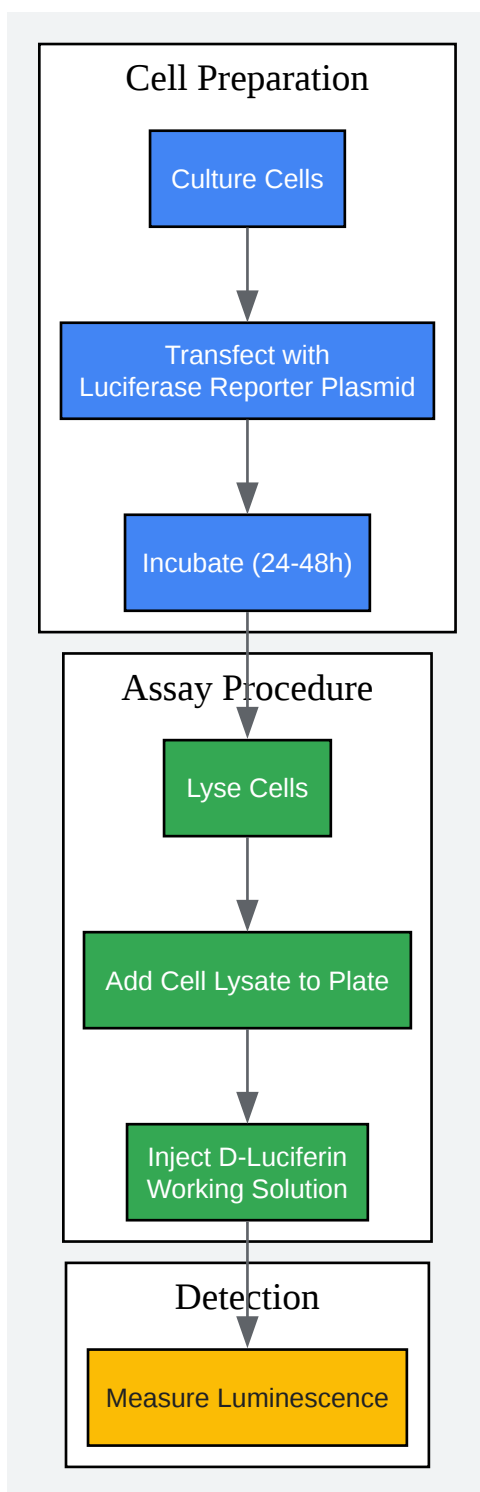 Cell Preparation
Culture Cells
Transfect with
Luciferase Reporter Plasmid
Incubate (24-48h)
Assay Procedure
Lyse Cells
Add Cell Lysate to Plate
Inject D-Luciferin
Working Solution
Detection
Measure Luminescence